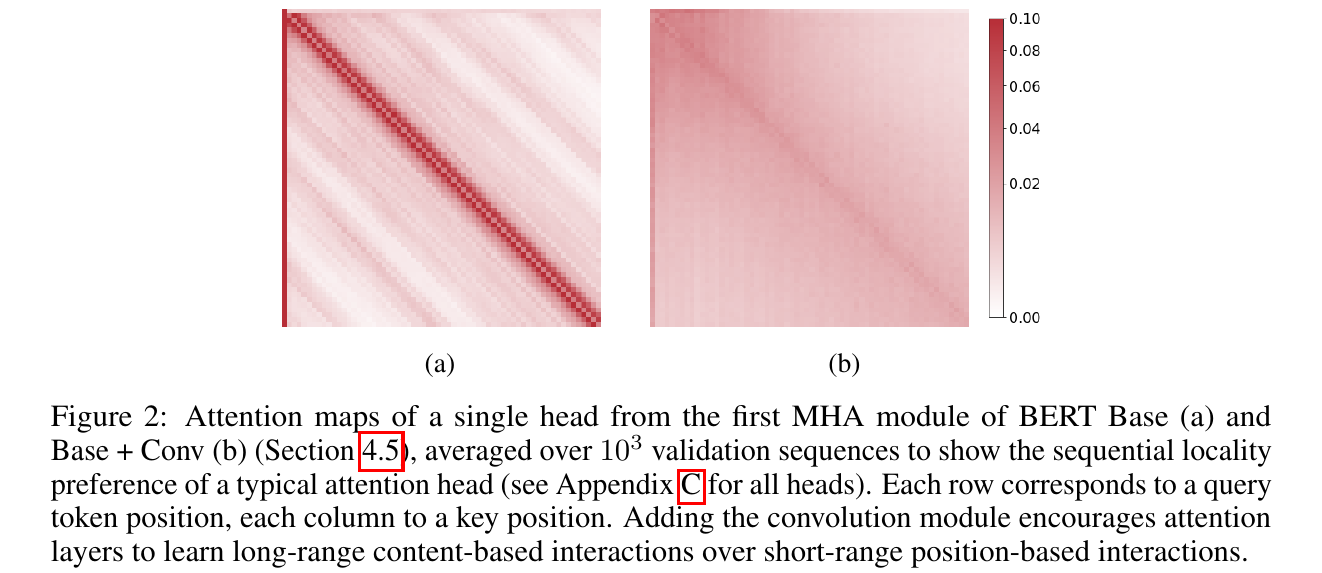 0.10
0.08
0.06
0.04
0.02
0.00
(a)
(b)
Figure 2: Attention maps of a single head from the first MHA module of BERT Base (a) and
Base + Conv (b) (Section 4.5), averaged over 10³ validation sequences to show the sequential locality
preference of a typical attention head (see Appendix C for all heads). Each row corresponds to a query
token position, each column to a key position. Adding the convolution module encourages attention
layers to learn long-range content-based interactions over short-range position-based interactions.